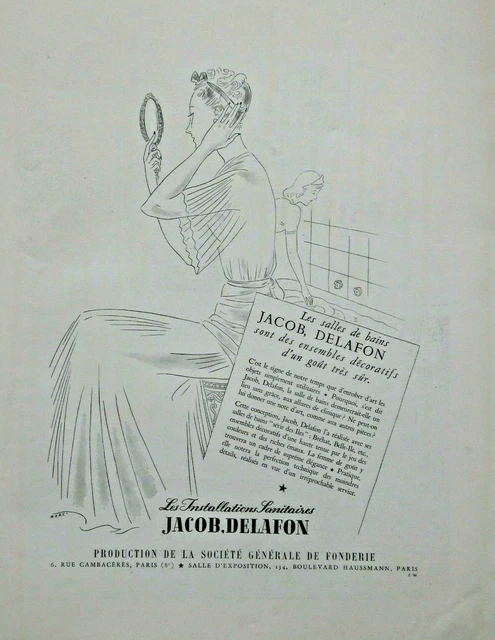 Les salles de bains
JACOB, DELAFON
sont des ensembles décoratifs
d'un goût très sûr.
C'est le signe de notre temps que d'enrober d'art les
objets simplement utilitaires • Pourquoi, s'est dit
Jacob, Delafon, la salle de bains demeurerait-elle un
lieu sans grâce, aux allures de clinique ? Ne peut-on
lui donner une note d'art, comme aux autres pièces ?
Cette conception, Jacob, Delafon l'a réalisée avec ses
salles de bains "série des Iles" : Bréhat, Belle-Ile, etc.,
ensembles décoratifs d'une haute tenue par le jeu des
couleurs et des riches émaux. La femme de goût y
trouvera un cadre de suprême élégance • Pratique,
elle notera la perfection technique des moindres
détails, réalisés en vue d'un irréprochable service.
Les Installations Sanitaires
JACOB, DELAFON
PRODUCTION DE LA SOCIÉTÉ GÉNÉRALE DE FONDERIE
6, RUE CAMBACÉRÈS, PARIS (8ᵉ) ★ SALLE D'EXPOSITION, 134, BOULEVARD HAUSSMANN, PARIS